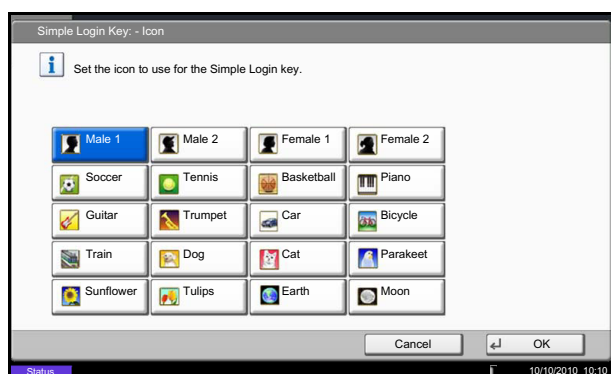 Simple Login Key: - Icon
Set the icon to use for the Simple Login key.
Male 1 Male 2 Female 1 Female 2
Soccer Tennis Basketball Piano
Guitar Trumpet Car Bicycle
Train Dog Cat Parakeet
Sunflower Tulips Earth Moon
Cancel OK
Status 10/10/2010 10:10